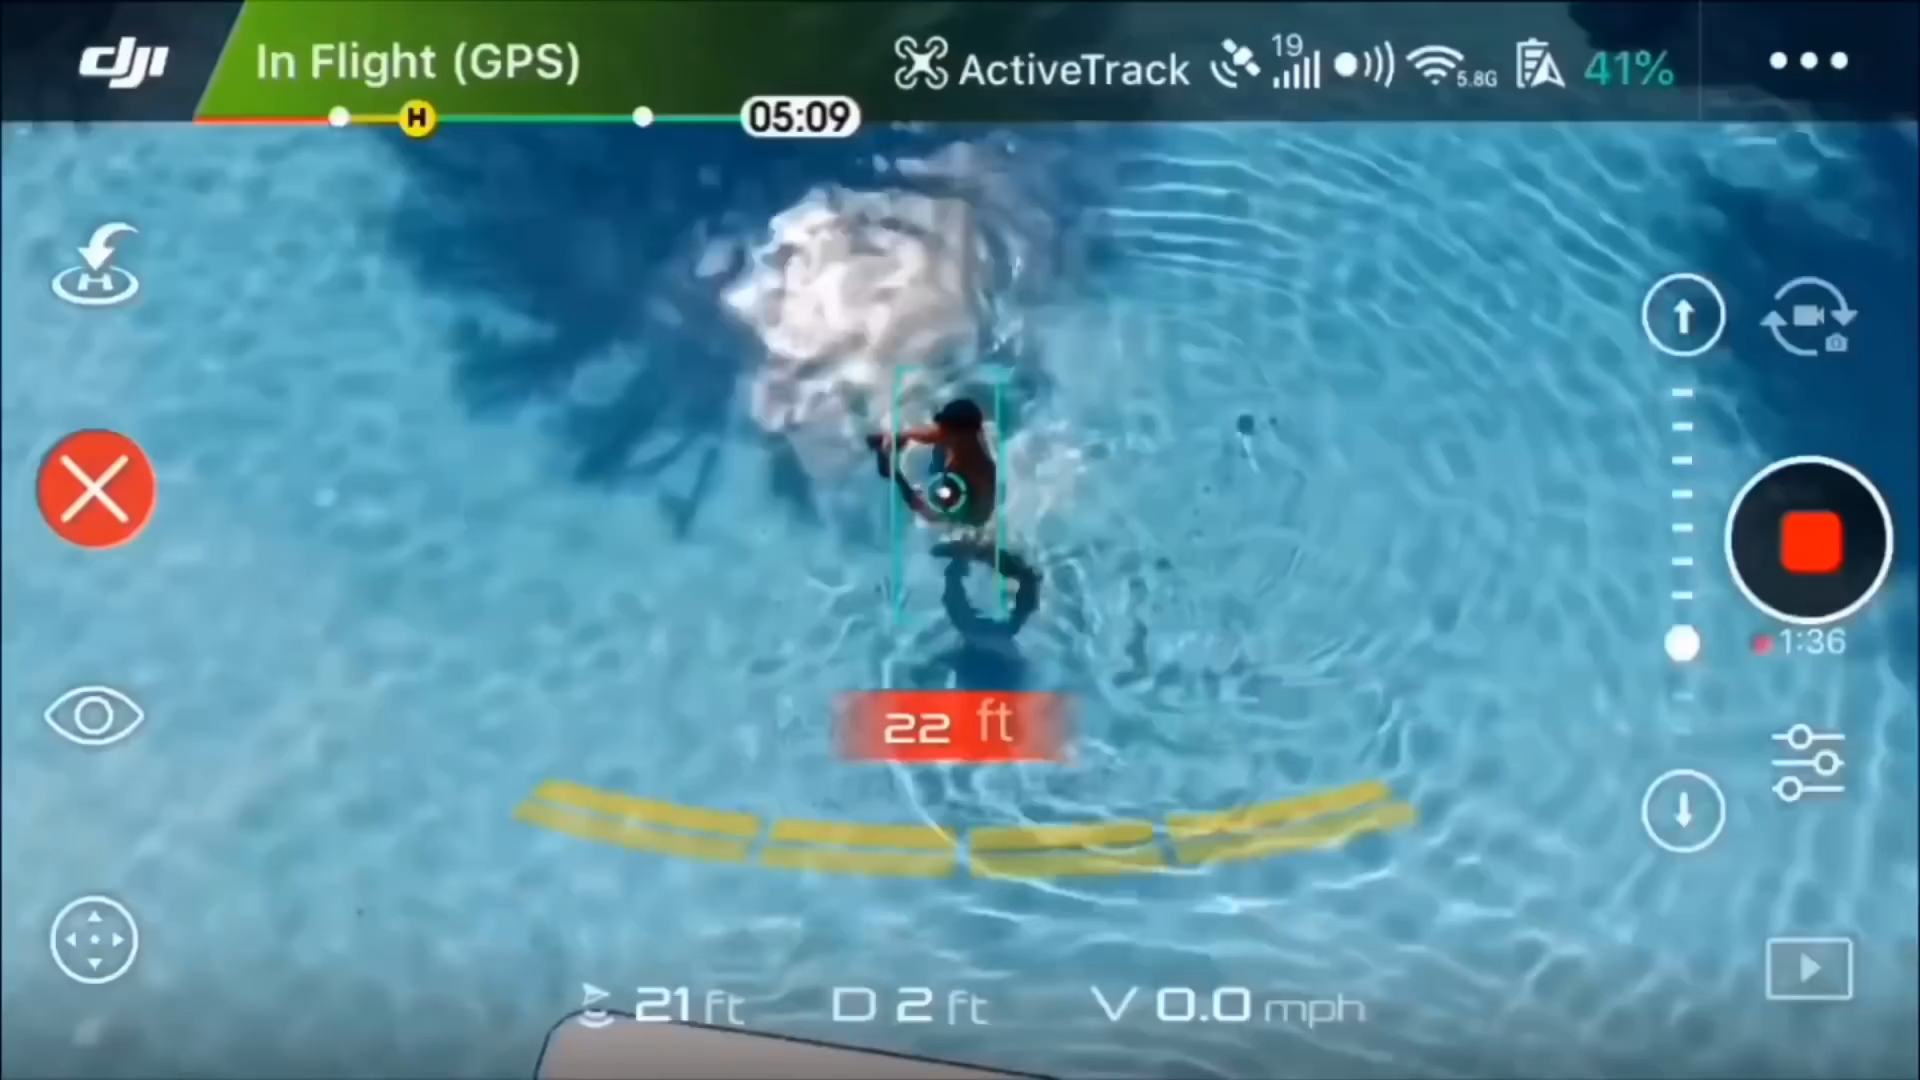 dji In Flight (GPS) ActiveTrack 19 5.8G 41%
H 05:09
H
1:36
22 ft
21 ft D 2 ft V 0.0 mph